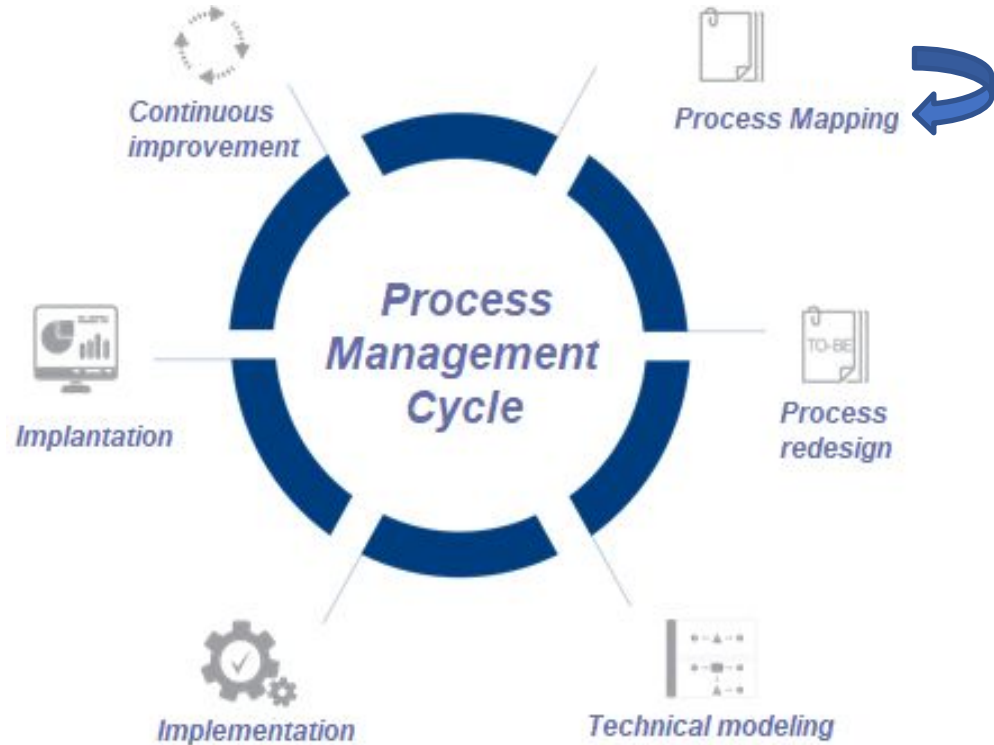 Process
Management
Cycle
Process Mapping
TO-BE
Process
redesign
Technical modeling
Implementation
Implantation
Continuous
improvement